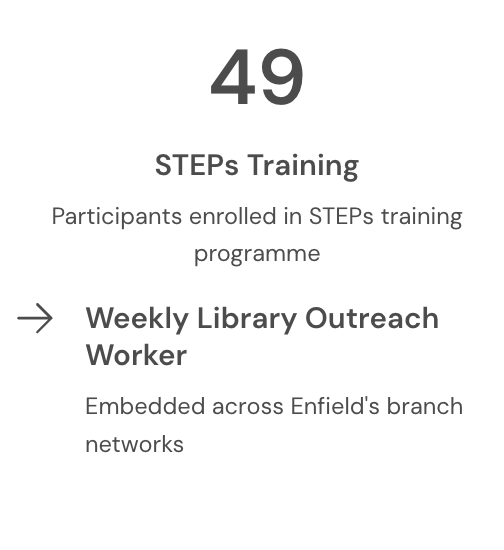 49
STEPs Training
Participants enrolled in STEPs training
programme
Weekly Library Outreach
Worker
Embedded across Enfield's branch
networks